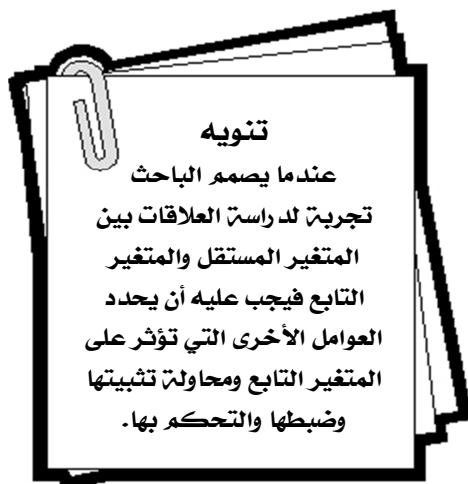 تنويه
عندما يصمم الباحث
تجربة لدراسة العلاقات بين
المتغير المستقل والمتغير
التابع فيجب عليه أن يحدد
العوامل الأخرى التي تؤثر على
المتغير التابع ومحاولة تثبيتها
وضبطها والتحكم بها.